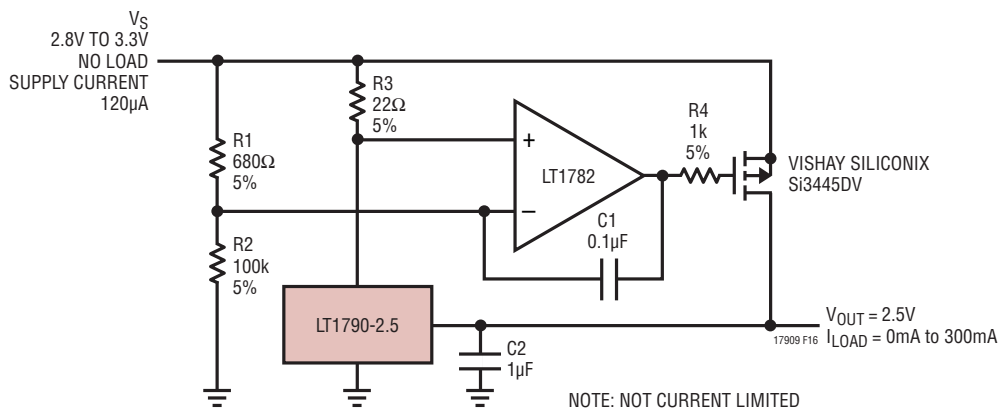 VS
2.8V TO 3.3V
NO LOAD
SUPPLY CURRENT
120µA
R1
680Ω
5%
R2
100k
5%
R3
22Ω
5%
+
−
LT1782
C1
0.1µF
R4
1k
5%
VISHAY SILICONIX
Si3445DV
LT1790-2.5
C2
1µF
VOUT = 2.5V
ILOAD = 0mA to 300mA
17909 F16
NOTE: NOT CURRENT LIMITED